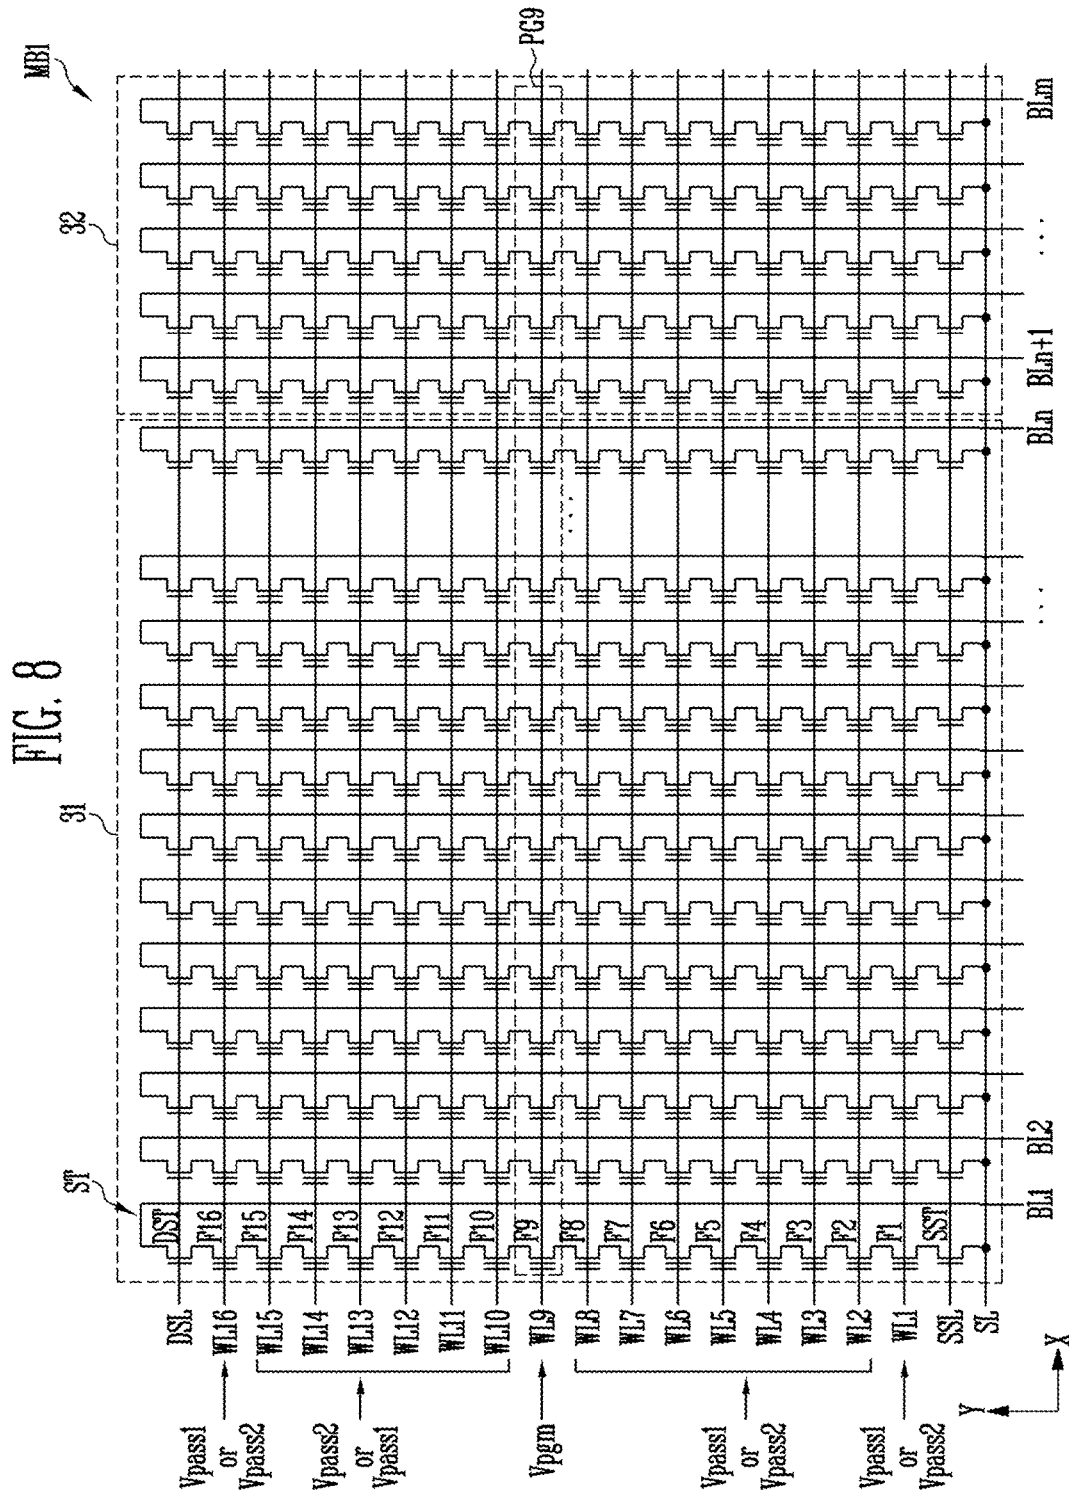 FIG. 8
MB1
31
32
PG9
ST
Vpass1
or
Vpass2
Vpass2
or
Vpass1
Vpgm
Vpass1
or
Vpass2
Vpass1
or
Vpass2
DSL
DST
WL16
F16
WL15
F15
WL14
F14
WL13
F13
WL12
F12
WL11
F11
WL10
F10
WL9
F9
WL8
F8
WL7
F7
WL6
F6
WL5
F5
WL4
F4
WL3
F3
WL2
F2
WL1
F1
SSL
SST
SL
...
BL1
BL2
...
BLn
BLn+1
...
BLm
Y
X